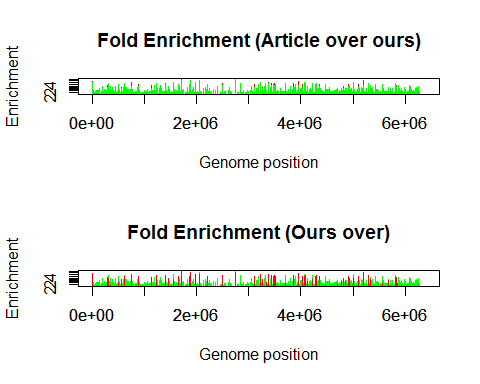 Fold Enrichment (Article over ours)
Enrichment
224
0e+00 2e+06 4e+06 6e+06
Genome position
Fold Enrichment (Ours over)
Enrichment
224
0e+00 2e+06 4e+06 6e+06
Genome position